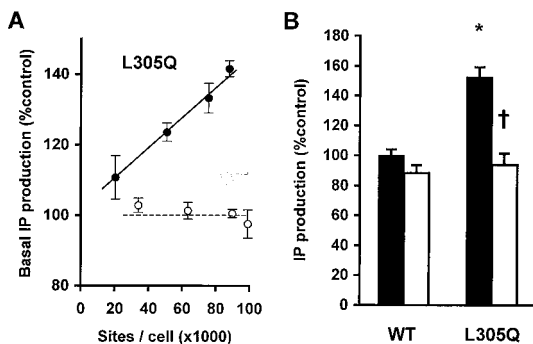 A
L305Q
Basal IP production (%control)
140
120
100
80
0
20
40
60
80
100
Sites / cell (x1000)
B
*
†
IP production (%control)
180
160
140
120
100
80
60
40
20
0
WT
L305Q